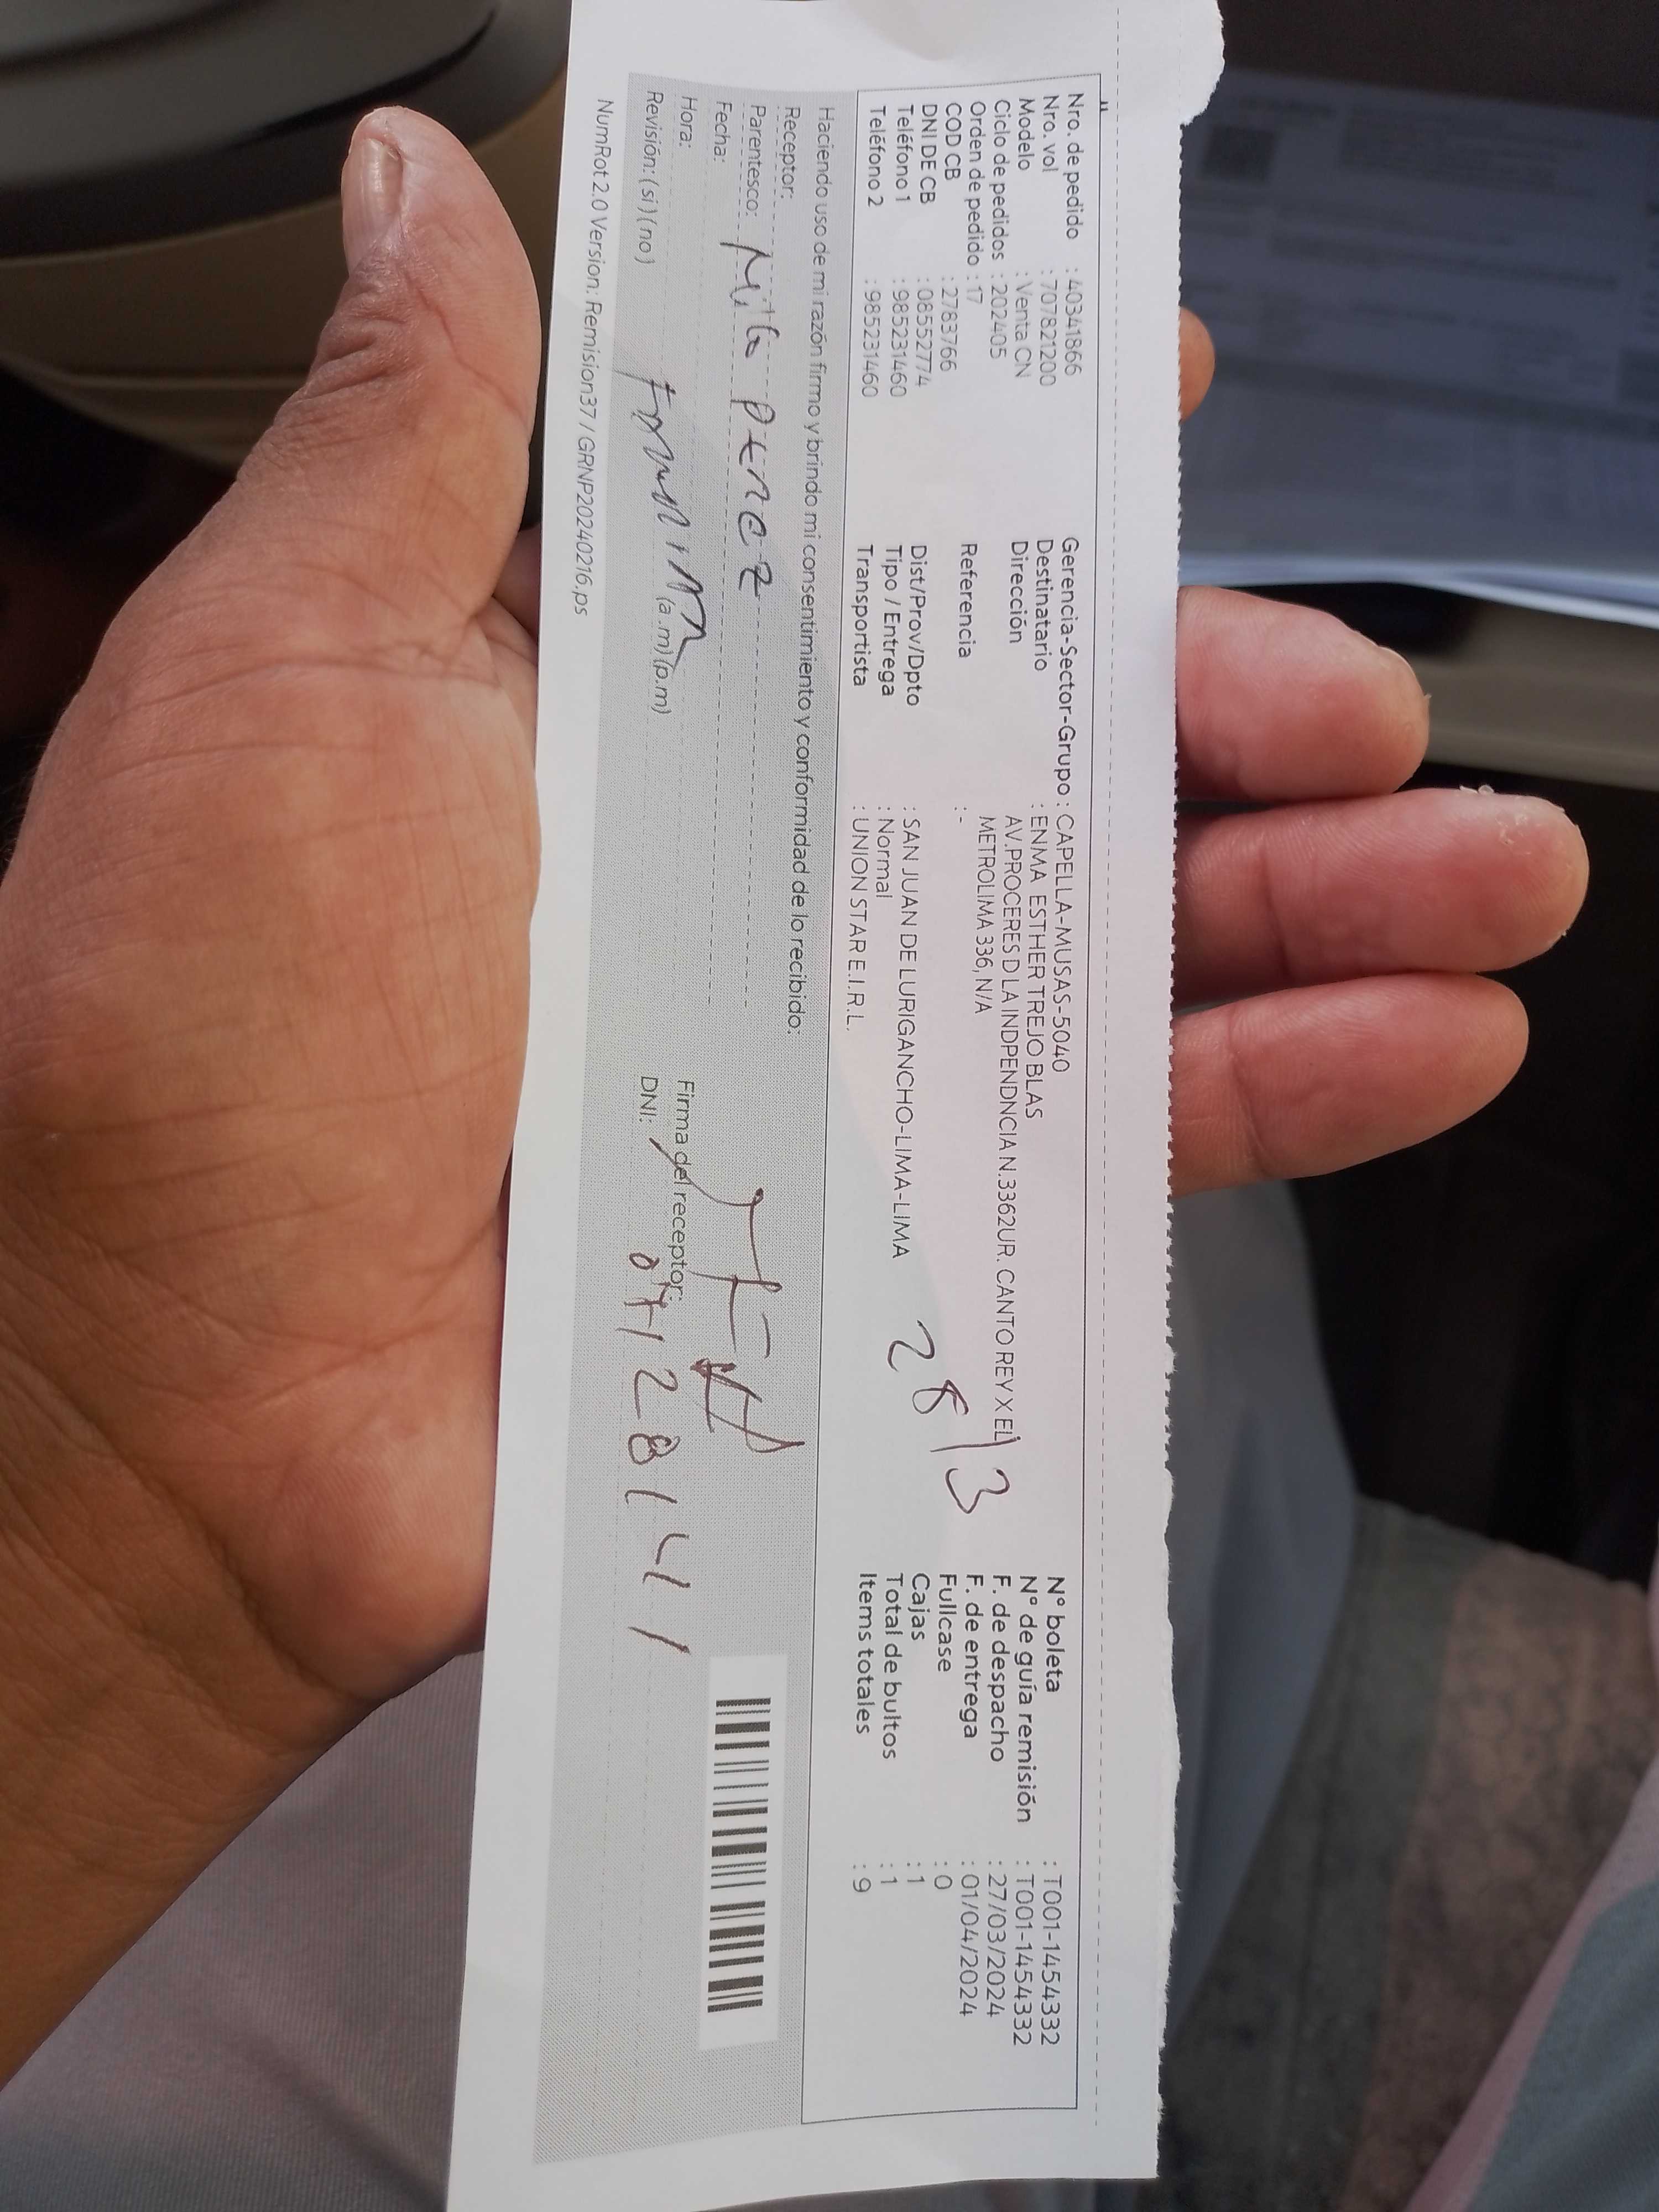 Nro. de pedido : 40341866
Nro. vol : 707821200
Modelo : Venta CN
Ciclo de pedidos : 202405
Orden de pedido : 17
COD CB : 2783766
DNI DE CB : 08552774
Teléfono 1 : 985231460
Teléfono 2 : 985231460
Gerencia-Sector-Grupo : CAPELLA-MUSAS-5040
Destinatario : ENMA ESTHER TREJO BLAS
Dirección AV.PROCERES D LA INDPENDNCIA N.3362UR. CANTO REY X EL
METROLIMA 336, N/A
Referencia : -
Dist/Prov/Dpto : SAN JUAN DE LURIGANCHO-LIMA-LIMA
Tipo / Entrega : Normal
Transportista : UNION STAR E.I.R.L.
28/3
N° boleta : T001-1454332
N° de guía remisión : T001-1454332
F. de despacho : 27/03/2024
F. de entrega : 01/04/2024
Fullcase : 0
Cajas : 1
Total de bultos : 1
Items totales : 9
Haciendo uso de mi razón firmo y brindo mi consentimiento y conformidad de lo recibido:
Receptor:
Parentesco:
Fecha:
Hora: (a.m)(p.m)
Revisión: (si) (no)
Firma del receptor:
DNI:
NumRot 2.0 Version: Remision37 / GRNP20240216.ps